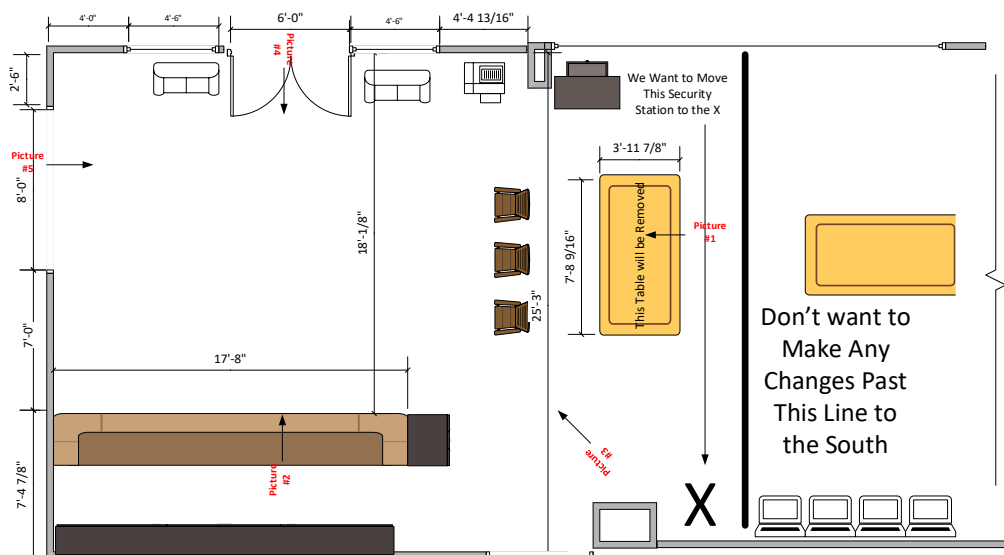 4'-0"
4'-6"
6'-0"
4'-6"
4'-4 13/16"
Picture
#4
2'-6"
We Want to Move
This Security
Station to the X
Picture
#5
8'-0"
3'-11 7/8"
This Table will be Removed
7'-8 9/16"
Picture
#1
18'-1/8"
25'-3"
7'-0"
17'-8"
Don't want to
Make Any
Changes Past
This Line to
the South
Picture
#2
Picture
#3
7'-4 7/8"
X